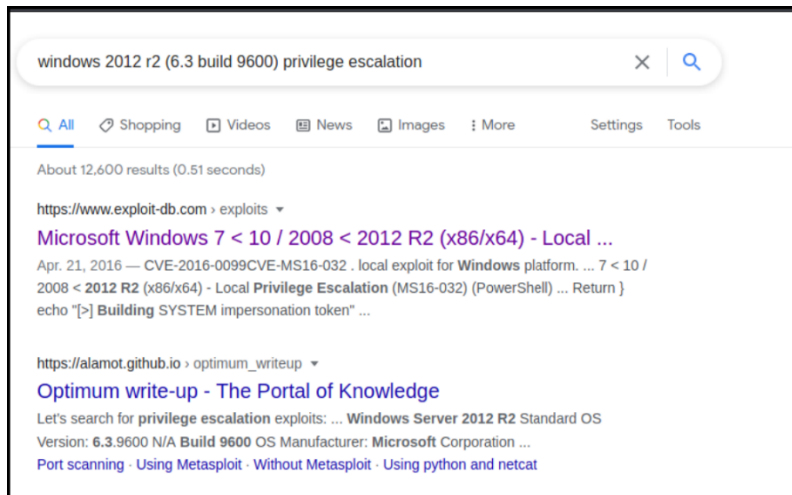 windows 2012 r2 (6.3 build 9600) privilege escalation
All Shopping Videos News Images More Settings Tools
About 12,600 results (0.51 seconds)
https://www.exploit-db.com › exploits
Microsoft Windows 7 < 10 / 2008 < 2012 R2 (x86/x64) - Local ...
Apr. 21, 2016 — CVE-2016-0099CVE-MS16-032 . local exploit for Windows platform. ... 7 < 10 /
2008 < 2012 R2 (x86/x64) - Local Privilege Escalation (MS16-032) (PowerShell) ... Return }
echo "[>] Building SYSTEM impersonation token" ...
https://alamot.github.io › optimum_writeup
Optimum write-up - The Portal of Knowledge
Let's search for privilege escalation exploits: ... Windows Server 2012 R2 Standard OS
Version: 6.3.9600 N/A Build 9600 OS Manufacturer: Microsoft Corporation ...
Port scanning · Using Metasploit · Without Metasploit · Using python and netcat